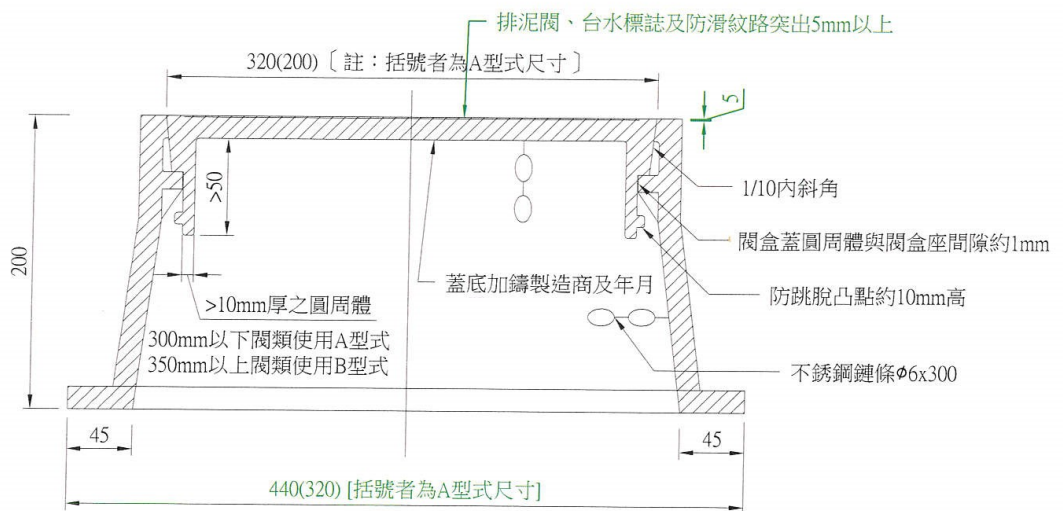 排泥閥、台水標誌及防滑紋路突出5mm以上
320(200)〔註：括號者為A型式尺寸〕
5
>50
1/10內斜角
閥盒蓋圓周體與閥盒座間隙約1mm
200
蓋底加鑄製造商及年月
防跳脫凸點約10mm高
>10mm厚之圓周體
300mm以下閥類使用A型式
350mm以上閥類使用B型式
不銹鋼鏈條φ6x300
45
45
440(320) [括號者為A型式尺寸]